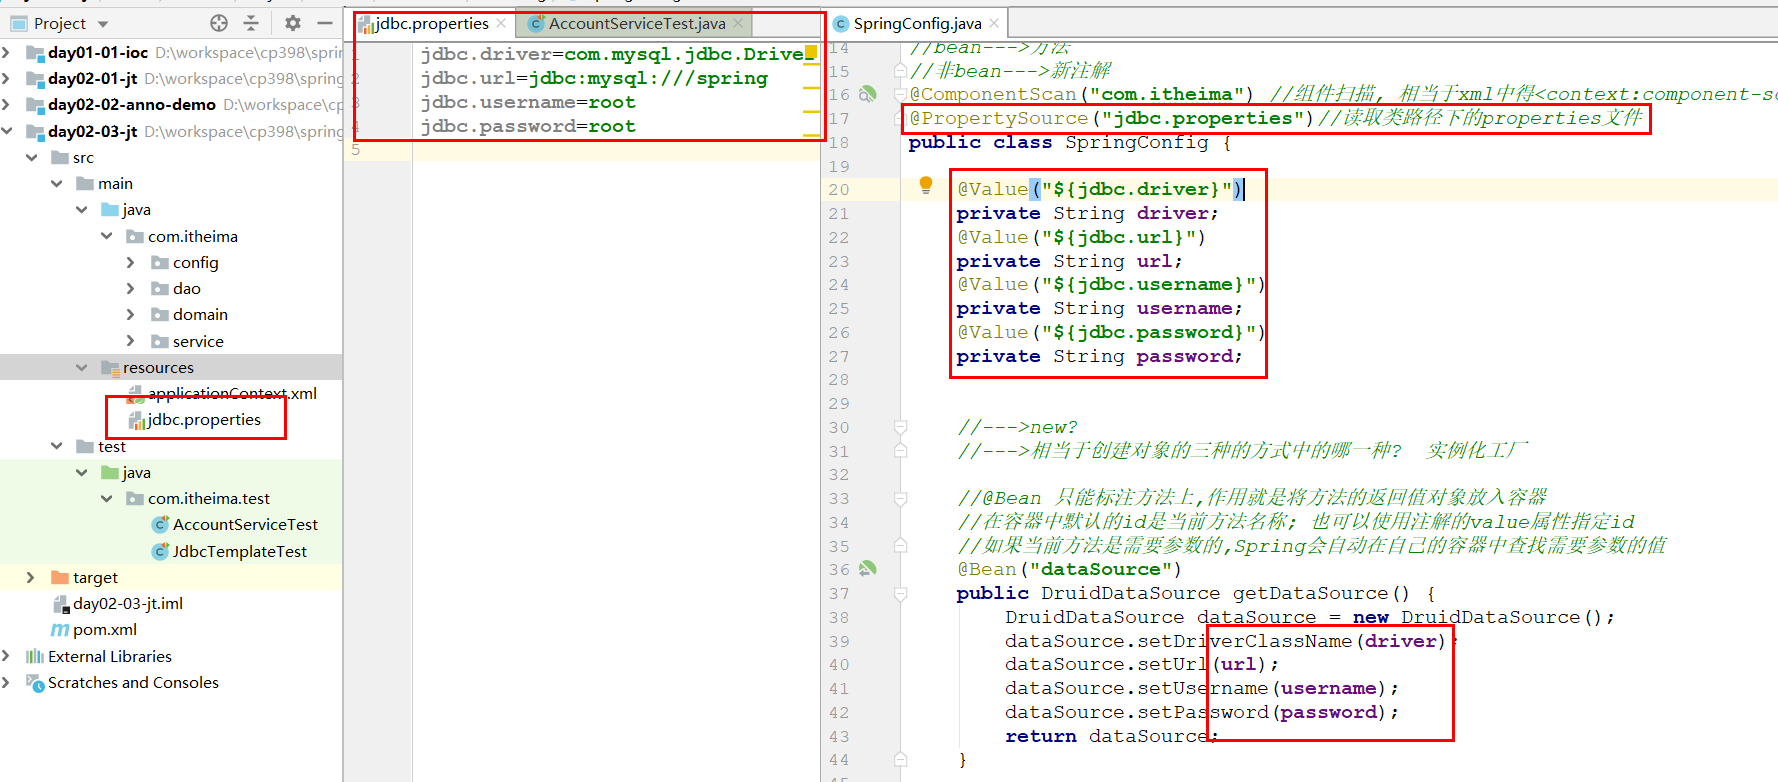 Project
day01-01-ioc D:\workspace\cp398\sprin
day02-01-jt D:\workspace\cp398\spring
day02-02-anno-demo D:\workspace\cp
day02-03-jt D:\workspace\cp398\spring
src
main
java
com.itheima
config
dao
domain
service
resources
applicationContext.xml
jdbc.properties
test
java
com.itheima.test
AccountServiceTest
JdbcTemplateTest
target
day02-03-jt.iml
pom.xml
External Libraries
Scratches and Consoles
jdbc.properties
AccountServiceTest.java
1 jdbc.driver=com.mysql.jdbc.Driver
2 jdbc.url=jdbc:mysql:///spring
3 jdbc.username=root
4 jdbc.password=root
5
SpringConfig.java
14 //bean--->方法
15 //非bean--->新注解
16 @ComponentScan("com.itheima") //组件扫描, 相当于xml中得<context:component-s
17 @PropertySource("jdbc.properties")//读取类路径下的properties文件
18 public class SpringConfig {
19
20 @Value("${jdbc.driver}")
21 private String driver;
22 @Value("${jdbc.url}")
23 private String url;
24 @Value("${jdbc.username}")
25 private String username;
26 @Value("${jdbc.password}")
27 private String password;
28
29
30 //--->new?
31 //--->相当于创建对象的三种的方式中的哪一种? 实例化工厂
32
33 //@Bean 只能标注方法上,作用就是将方法的返回值对象放入容器
34 //在容器中默认的id是当前方法名称; 也可以使用注解的value属性指定id
35 //如果当前方法是需要参数的,Spring会自动在自己的容器中查找需要参数的值
36 @Bean("dataSource")
37 public DruidDataSource getDataSource() {
38 DruidDataSource dataSource = new DruidDataSource();
39 dataSource.setDriverClassName(driver);
40 dataSource.setUrl(url);
41 dataSource.setUsername(username);
42 dataSource.setPassword(password);
43 return dataSource;
44 }